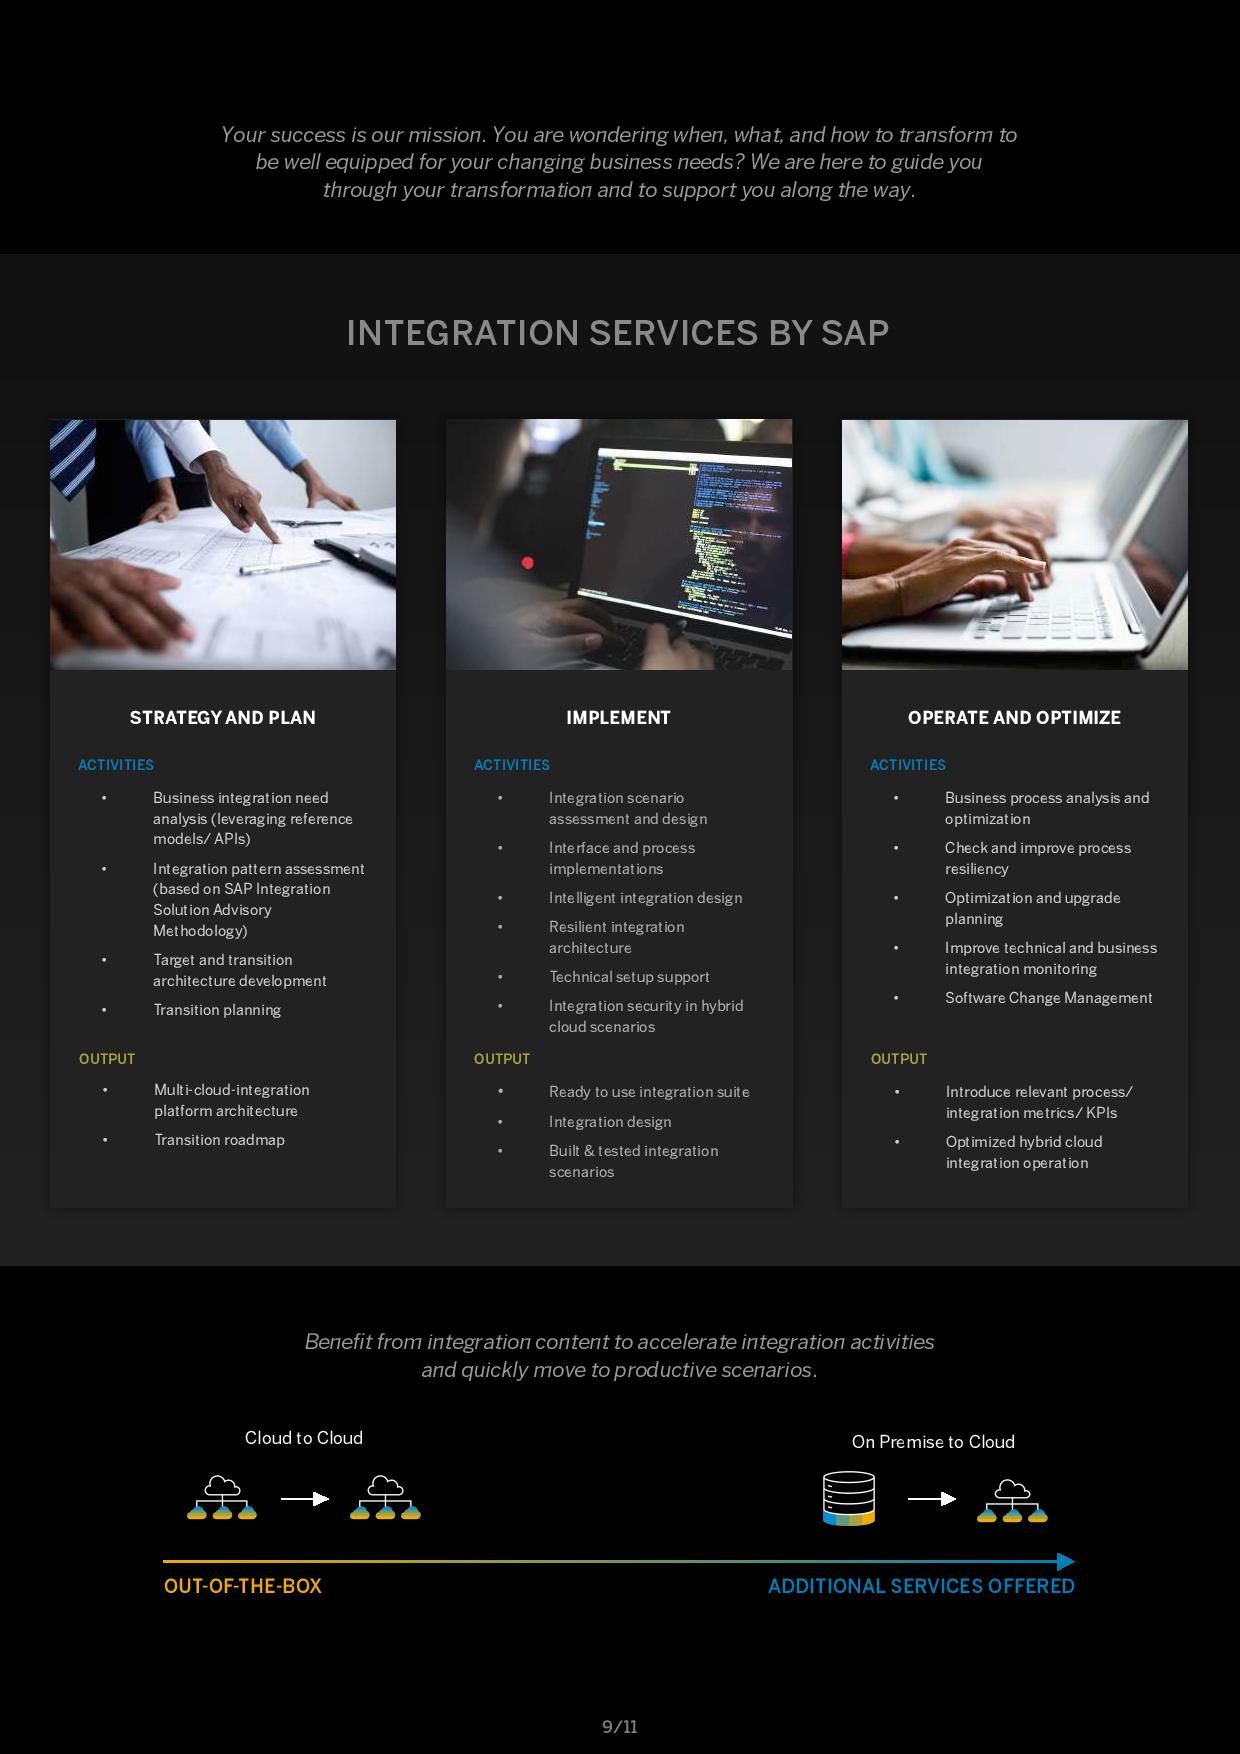 Your success is our mission. You are wondering when, what, and how to transform to
be well equipped for your changing business needs? We are here to guide you
through your transformation and to support you along the way.
INTEGRATION SERVICES BY SAP
STRATEGY AND PLAN
ACTIVITIES
• Business integration need
analysis (leveraging reference
models/ APIs)
• Integration pattern assessment
(based on SAP Integration
Solution Advisory
Methodology)
• Target and transition
architecture development
• Transition planning
OUTPUT
• Multi-cloud-integration
platform architecture
• Transition roadmap
IMPLEMENT
ACTIVITIES
• Integration scenario
assessment and design
• Interface and process
implementations
• Intelligent integration design
• Resilient integration
architecture
• Technical setup support
• Integration security in hybrid
cloud scenarios
OUTPUT
• Ready to use integration suite
• Integration design
• Built & tested integration
scenarios
OPERATE AND OPTIMIZE
ACTIVITIES
• Business process analysis and
optimization
• Check and improve process
resiliency
• Optimization and upgrade
planning
• Improve technical and business
integration monitoring
• Software Change Management
OUTPUT
• Introduce relevant process/
integration metrics/ KPIs
• Optimized hybrid cloud
integration operation
Benefit from integration content to accelerate integration activities
and quickly move to productive scenarios.
Cloud to Cloud
On Premise to Cloud
OUT-OF-THE-BOX
ADDITIONAL SERVICES OFFERED
9/11